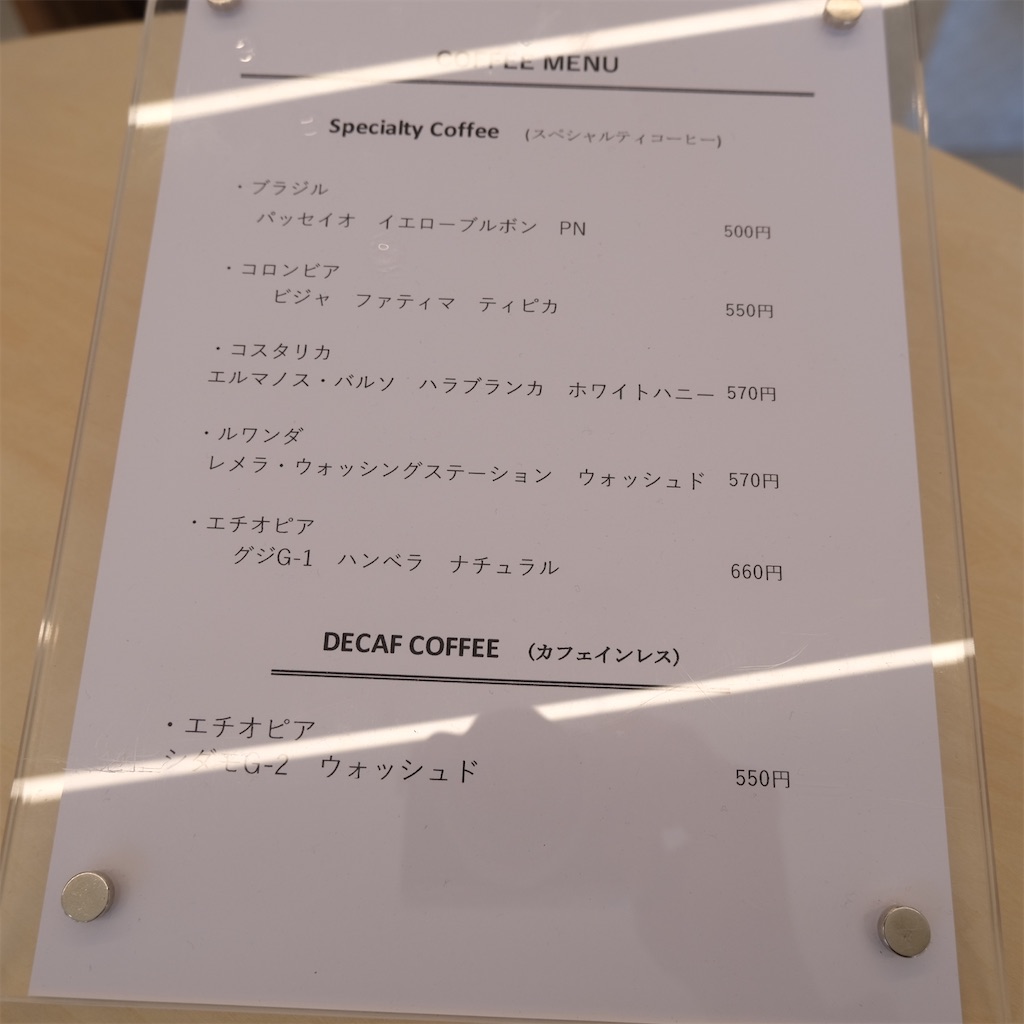 COFFEE MENU
Specialty Coffee （スペシャルティコーヒー）
・ブラジル
パッセイオ　イエローブルボン　PN　500円
・コロンビア
ビジャ　ファティマ　ティピカ　550円
・コスタリカ
エルマノス・バルソ　ハラブランカ　ホワイトハニー　570円
・ルワンダ
レメラ・ウォッシングステーション　ウォッシュド　570円
・エチオピア
グジG-1　ハンベラ　ナチュラル　660円
DECAF COFFEE （カフェインレス）
・エチオピア
シダモG-2　ウォッシュド　550円